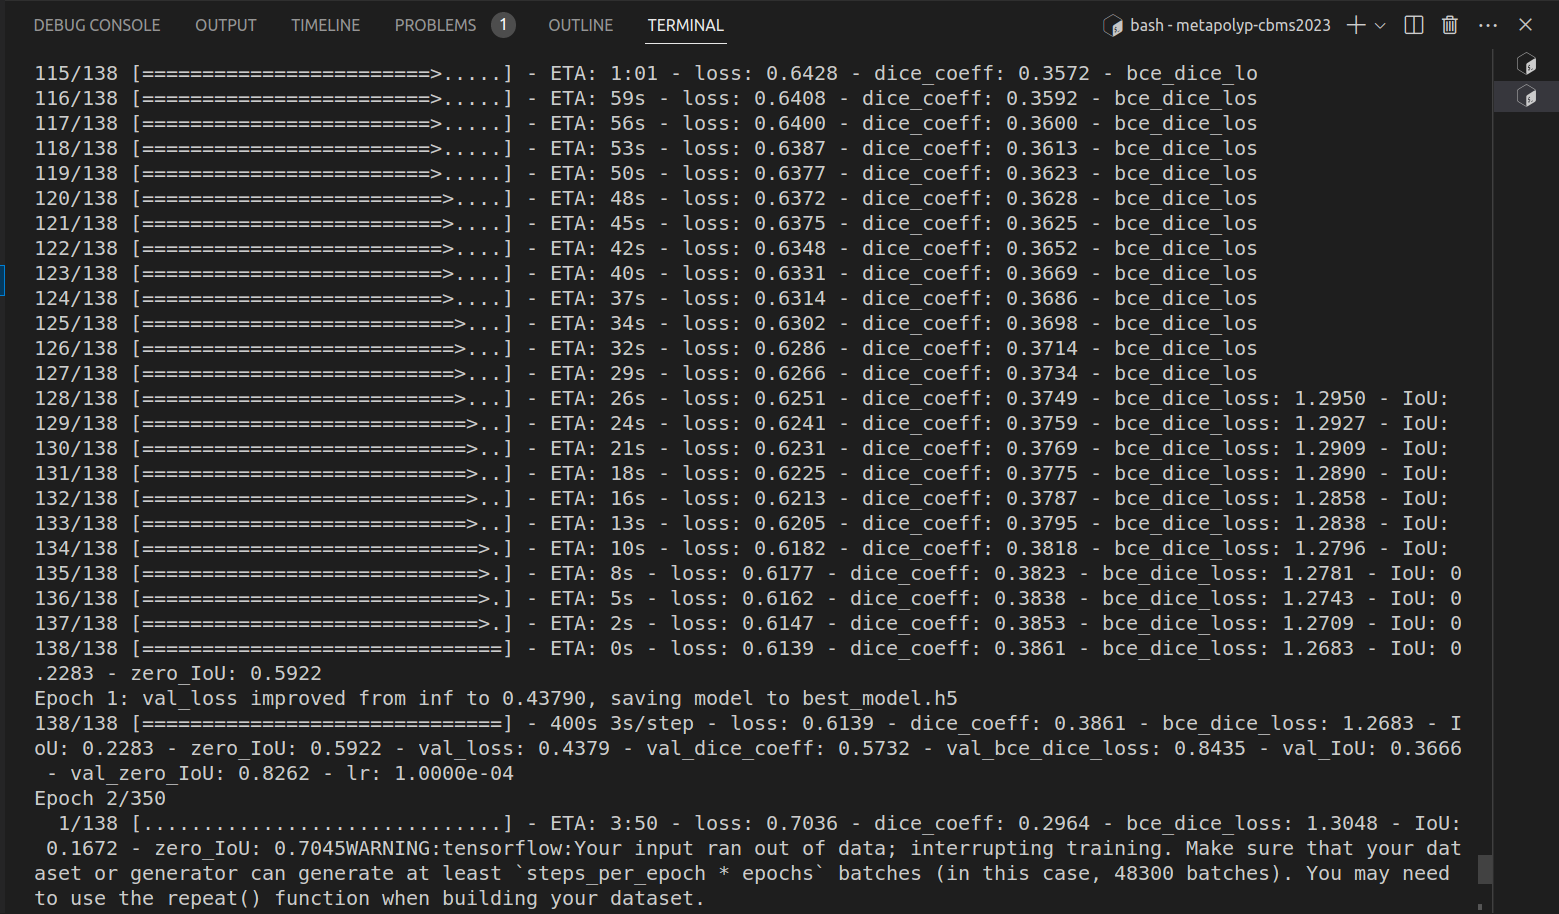 DEBUG CONSOLE OUTPUT TIMELINE PROBLEMS 1 OUTLINE TERMINAL bash - metapolyp-cbms2023
115/138 [========================>.....] - ETA: 1:01 - loss: 0.6428 - dice_coeff: 0.3572 - bce_dice_lo
116/138 [========================>.....] - ETA: 59s - loss: 0.6408 - dice_coeff: 0.3592 - bce_dice_los
117/138 [========================>.....] - ETA: 56s - loss: 0.6400 - dice_coeff: 0.3600 - bce_dice_los
118/138 [========================>.....] - ETA: 53s - loss: 0.6387 - dice_coeff: 0.3613 - bce_dice_los
119/138 [========================>.....] - ETA: 50s - loss: 0.6377 - dice_coeff: 0.3623 - bce_dice_los
120/138 [=========================>....] - ETA: 48s - loss: 0.6372 - dice_coeff: 0.3628 - bce_dice_los
121/138 [=========================>....] - ETA: 45s - loss: 0.6375 - dice_coeff: 0.3625 - bce_dice_los
122/138 [=========================>....] - ETA: 42s - loss: 0.6348 - dice_coeff: 0.3652 - bce_dice_los
123/138 [=========================>....] - ETA: 40s - loss: 0.6331 - dice_coeff: 0.3669 - bce_dice_los
124/138 [=========================>....] - ETA: 37s - loss: 0.6314 - dice_coeff: 0.3686 - bce_dice_los
125/138 [==========================>...] - ETA: 34s - loss: 0.6302 - dice_coeff: 0.3698 - bce_dice_los
126/138 [==========================>...] - ETA: 32s - loss: 0.6286 - dice_coeff: 0.3714 - bce_dice_los
127/138 [==========================>...] - ETA: 29s - loss: 0.6266 - dice_coeff: 0.3734 - bce_dice_los
128/138 [==========================>...] - ETA: 26s - loss: 0.6251 - dice_coeff: 0.3749 - bce_dice_loss: 1.2950 - IoU:
129/138 [===========================>..] - ETA: 24s - loss: 0.6241 - dice_coeff: 0.3759 - bce_dice_loss: 1.2927 - IoU:
130/138 [===========================>..] - ETA: 21s - loss: 0.6231 - dice_coeff: 0.3769 - bce_dice_loss: 1.2909 - IoU:
131/138 [===========================>..] - ETA: 18s - loss: 0.6225 - dice_coeff: 0.3775 - bce_dice_loss: 1.2890 - IoU:
132/138 [===========================>..] - ETA: 16s - loss: 0.6213 - dice_coeff: 0.3787 - bce_dice_loss: 1.2858 - IoU:
133/138 [===========================>..] - ETA: 13s - loss: 0.6205 - dice_coeff: 0.3795 - bce_dice_loss: 1.2838 - IoU:
134/138 [============================>.] - ETA: 10s - loss: 0.6182 - dice_coeff: 0.3818 - bce_dice_loss: 1.2796 - IoU:
135/138 [============================>.] - ETA: 8s - loss: 0.6177 - dice_coeff: 0.3823 - bce_dice_loss: 1.2781 - IoU: 0
136/138 [============================>.] - ETA: 5s - loss: 0.6162 - dice_coeff: 0.3838 - bce_dice_loss: 1.2743 - IoU: 0
137/138 [============================>.] - ETA: 2s - loss: 0.6147 - dice_coeff: 0.3853 - bce_dice_loss: 1.2709 - IoU: 0
138/138 [==============================] - ETA: 0s - loss: 0.6139 - dice_coeff: 0.3861 - bce_dice_loss: 1.2683 - IoU: 0
.2283 - zero_IoU: 0.5922
Epoch 1: val_loss improved from inf to 0.43790, saving model to best_model.h5
138/138 [==============================] - 400s 3s/step - loss: 0.6139 - dice_coeff: 0.3861 - bce_dice_loss: 1.2683 - I
oU: 0.2283 - zero_IoU: 0.5922 - val_loss: 0.4379 - val_dice_coeff: 0.5732 - val_bce_dice_loss: 0.8435 - val_IoU: 0.3666
- val_zero_IoU: 0.8262 - lr: 1.0000e-04
Epoch 2/350
1/138 [..............................] - ETA: 3:50 - loss: 0.7036 - dice_coeff: 0.2964 - bce_dice_loss: 1.3048 - IoU:
0.1672 - zero_IoU: 0.7045WARNING:tensorflow:Your input ran out of data; interrupting training. Make sure that your dat
aset or generator can generate at least `steps_per_epoch * epochs` batches (in this case, 48300 batches). You may need
to use the repeat() function when building your dataset.